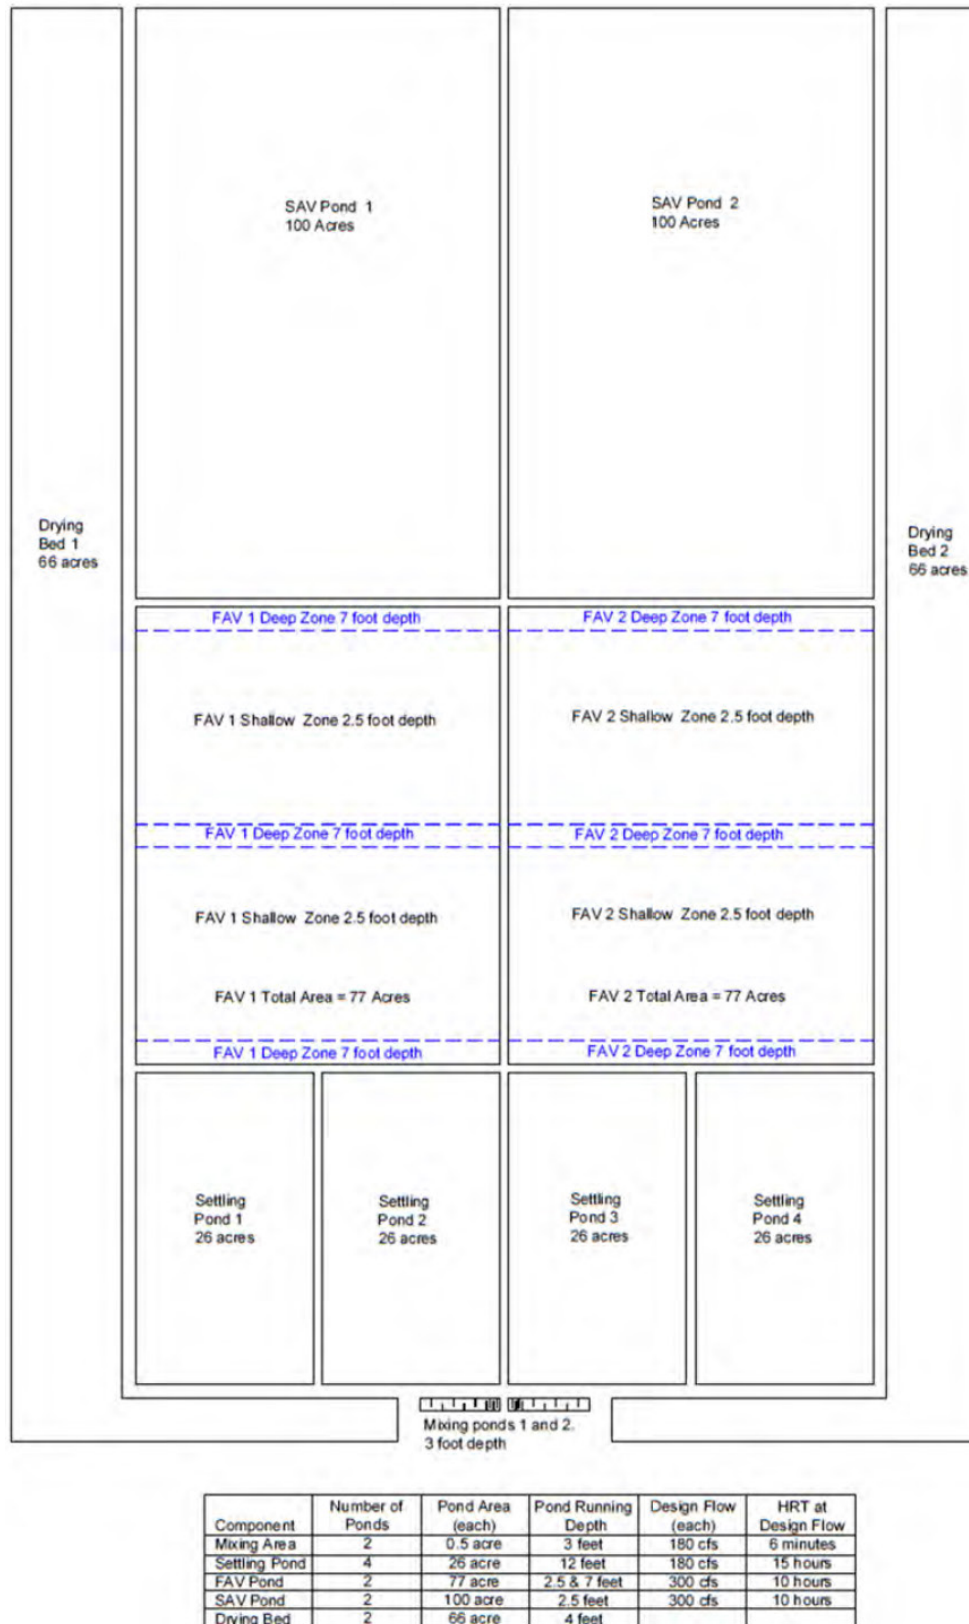 SAV Pond 1
100 Acres
SAV Pond 2
100 Acres
Drying
Bed 1
66 acres
Drying
Bed 2
66 acres
FAV 1 Deep Zone 7 foot depth
FAV 2 Deep Zone 7 foot depth
FAV 1 Shallow Zone 2.5 foot depth
FAV 2 Shallow Zone 2.5 foot depth
FAV 1 Deep Zone 7 foot depth
FAV 2 Deep Zone 7 foot depth
FAV 1 Shallow Zone 2.5 foot depth
FAV 2 Shallow Zone 2.5 foot depth
FAV 1 Total Area = 77 Acres
FAV 2 Total Area = 77 Acres
FAV 1 Deep Zone 7 foot depth
FAV 2 Deep Zone 7 foot depth
Settling
Pond 1
26 acres
Settling
Pond 2
26 acres
Settling
Pond 3
26 acres
Settling
Pond 4
26 acres
Mixing ponds 1 and 2.
3 foot depth
Component Number of Ponds Pond Area (each) Pond Running Depth Design Flow (each) HRT at Design Flow
Mixing Area 2 0.5 acre 3 feet 180 cfs 6 minutes
Settling Pond 4 26 acre 12 feet 180 cfs 15 hours
FAV Pond 2 77 acre 2.5 & 7 feet 300 cfs 10 hours
SAV Pond 2 100 acre 2.5 feet 300 cfs 10 hours
Drying Bed 2 66 acre 4 feet